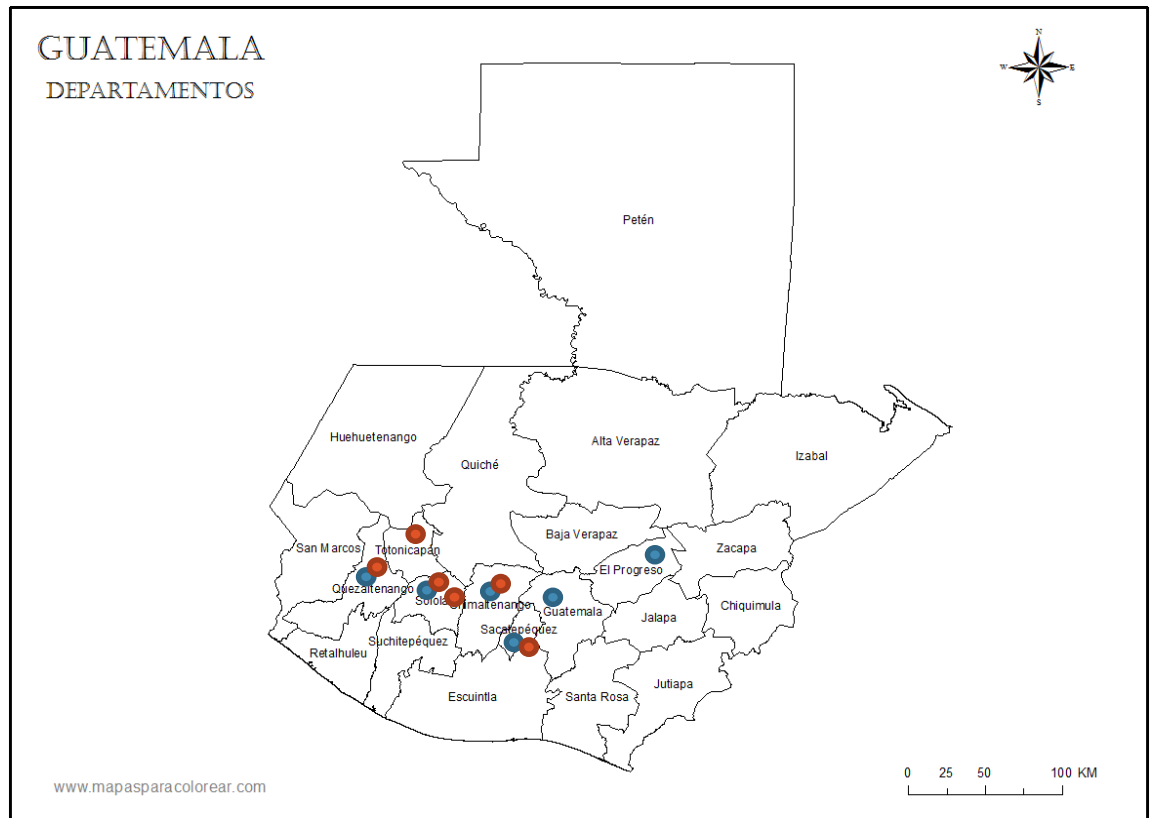 GUATEMALA
DEPARTAMENTOS
N
W
E
S
Petén
Huehuetenango
Alta Verapaz
Izabal
Quiché
Baja Verapaz
San Marcos
Totonicapán
Zacapa
El Progreso
Quezaltenango
Sololá
Chimaltenango
Guatemala
Chiquimula
Jalapa
Sacatepéquez
Suchitepéquez
Retalhuleu
Jutiapa
Escuintla
Santa Rosa
0 25 50 100 KM
www.mapasparacolorear.com